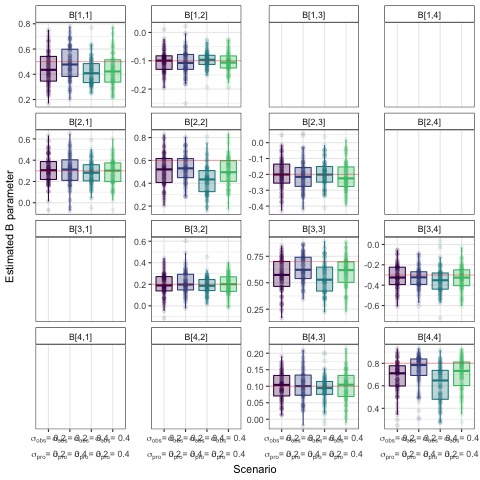 B[1,1] B[1,2] B[1,3] B[1,4]
0.8 0.6 0.4 0.2
0.0 -0.1 -0.2
B[2,1] B[2,2] B[2,3] B[2,4]
0.6 0.4 0.2 0.0
0.8 0.6 0.4 0.2
0.0 -0.1 -0.2 -0.3 -0.4
B[3,1] B[3,2] B[3,3] B[3,4]
0.6 0.4 0.2 0.0
0.75 0.50 0.25
0.0 -0.2 -0.4 -0.6
B[4,1] B[4,2] B[4,3] B[4,4]
0.20 0.15 0.10 0.05 0.00
0.8 0.6 0.4
Estimated B parameter
Scenario